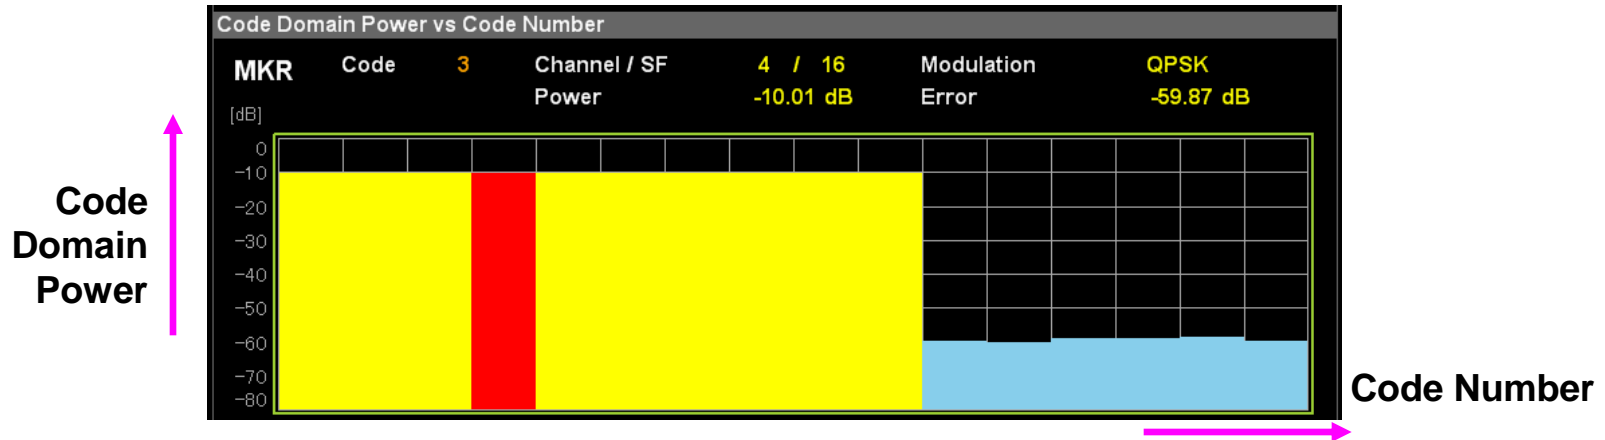 Code Domain Power vs Code Number
MKR Code 3 Channel / SF 4 / 16 Modulation QPSK
Power -10.01 dB Error -59.87 dB
[dB]
0
-10
-20
-30
-40
-50
-60
-70
-80
Code
Domain
Power
Code Number